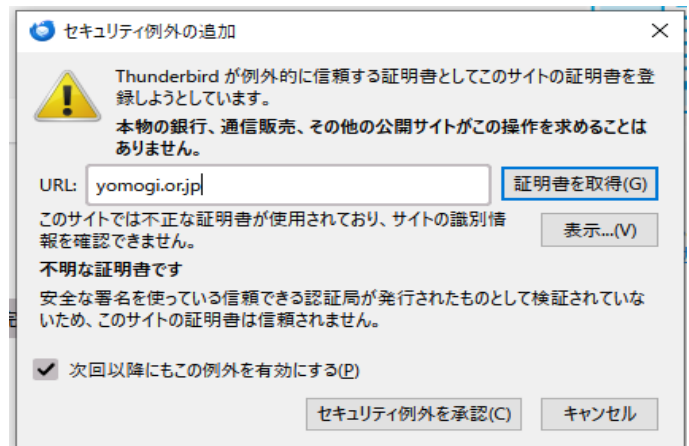 セキュリティ例外の追加
Thunderbird が例外的に信頼する証明書としてこのサイトの証明書を登
録しようとしています。
本物の銀行、通信販売、その他の公開サイトがこの操作を求めることは
ありません。
URL: yomogi.or.jp 証明書を取得(G)
このサイトでは不正な証明書が使用されており、サイトの識別情
報を確認できません。
表示...(V)
不明な証明書です
安全な署名を使っている信頼できる認証局が発行されたものとして検証されていな
いため、このサイトの証明書は信頼されません。
次回以降にもこの例外を有効にする(P)
セキュリティ例外を承認(C) キャンセル